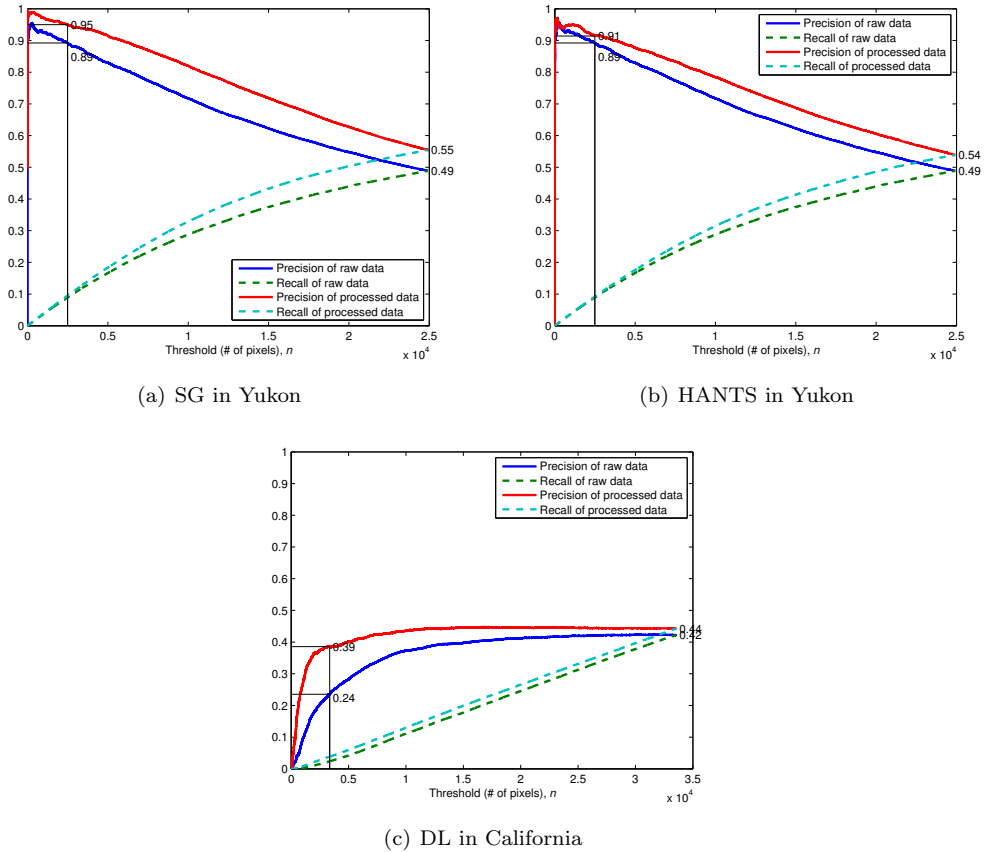 1
0.9
0.8
0.7
0.6
0.5
0.4
0.3
0.2
0.1
0
0.95
0.89
0.55
0.49
Precision of raw data
Recall of raw data
Precision of processed data
Recall of processed data
0 0.5 1 1.5 2 2.5
Threshold (# of pixels), n
x 10^4
(a) SG in Yukon
1
0.9
0.8
0.7
0.6
0.5
0.4
0.3
0.2
0.1
0
0.91
0.89
0.54
0.49
Precision of raw data
Recall of raw data
Precision of processed data
Recall of processed data
0 0.5 1 1.5 2 2.5
Threshold (# of pixels), n
x 10^4
(b) HANTS in Yukon
1
0.9
0.8
0.7
0.6
0.5
0.4
0.3
0.2
0.1
0
0.39
0.24
0.44
0.42
Precision of raw data
Recall of raw data
Precision of processed data
Recall of processed data
0 0.5 1 1.5 2 2.5 3 3.5
Threshold (# of pixels), n
x 10^4
(c) DL in California